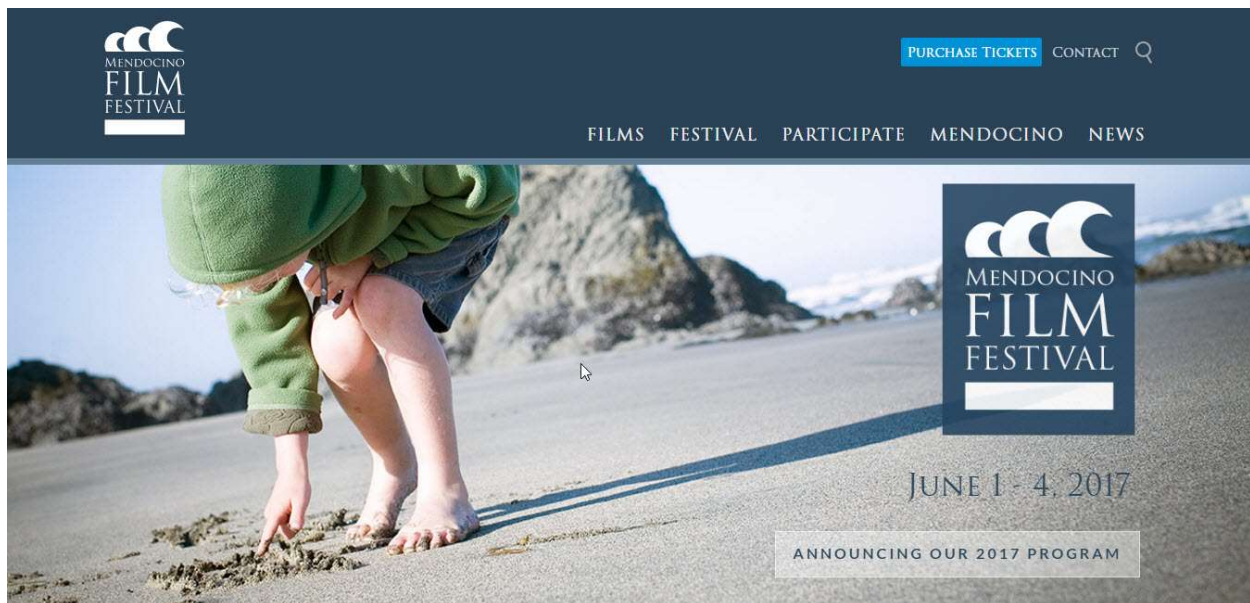 MENDOCINO
FILM
FESTIVAL
PURCHASE TICKETS CONTACT
FILMS FESTIVAL PARTICIPATE MENDOCINO NEWS
MENDOCINO
FILM
FESTIVAL
JUNE 1 - 4, 2017
ANNOUNCING OUR 2017 PROGRAM